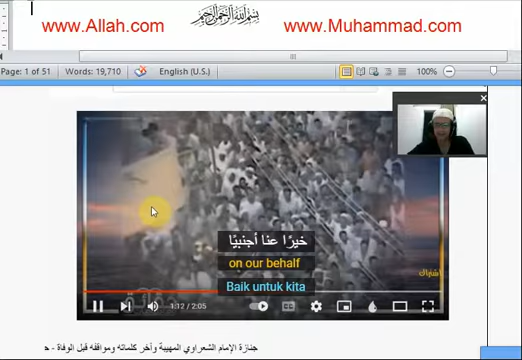 www.Allah.com بسم الله الرحمن الرحيم www.Muhammad.com
Page: 1 of 51 Words: 19,710 English (U.S.) 100%
خيرًا عنا أجنبيًا
on our behalf
Baik untuk kita
اشتراك
1:12 / 2:05
جنازة الإمام الشعراوي المهيبة وآخر كلماته ومواقفه قبل الوفاة - ح